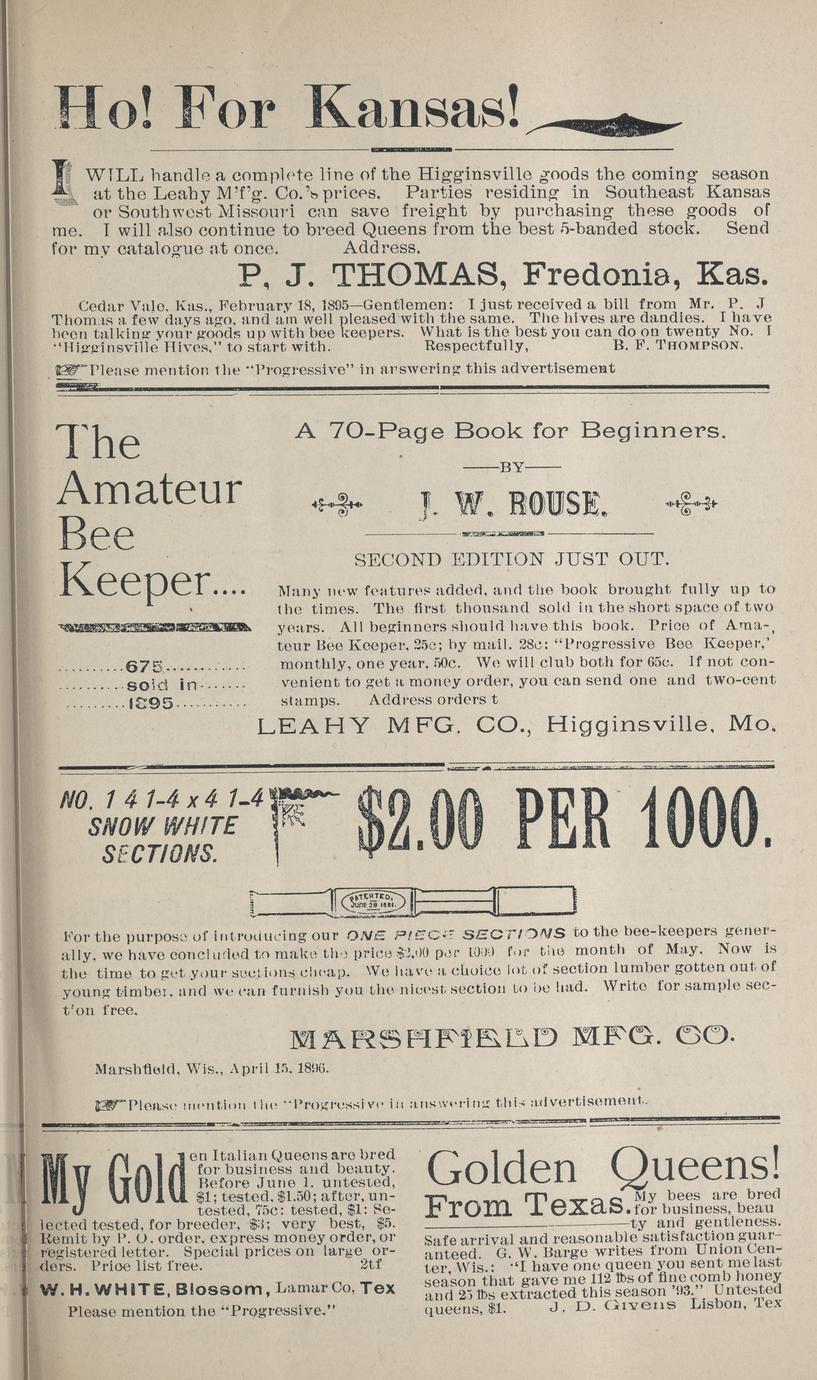 Ho! For Kansas!
I WILL handle a complete line of the Higginsville goods the coming season
at the Leahy M'f'g. Co.'s prices. Parties residing in Southeast Kansas
or Southwest Missouri can save freight by purchasing these goods of
me. I will also continue to breed Queens from the best 5-banded stock. Send
for my catalogue at once. Address.
P. J. THOMAS, Fredonia, Kas.
Cedar Vale, Kas., February 18, 1895—Gentlemen: I just received a bill from Mr. P. J
Thomas a few days ago, and am well pleased with the same. The hives are dandies. I have
been talking your goods up with bee keepers. What is the best you can do on twenty No. 1
"Higginsville Hives," to start with. Respectfully, B. F. THOMPSON.
☞Please mention the "Progressive" in answering this advertisement
The
Amateur
Bee
Keeper....
..........675............
..........sold in.......
.........1895...........
A 70-Page Book for Beginners.
——BY——
J. W. ROUSE.
SECOND EDITION JUST OUT.
Many new features added, and the book brought fully up to
the times. The first thousand sold in the short space of two
years. All beginners should have this book. Price of Ama-,
teur Bee Keeper, 25c; by mail, 28c: "Progressive Bee Keeper,'
monthly, one year, 50c. We will club both for 65c. If not con-
venient to get a money order, you can send one and two-cent
stamps. Address orders t
LEAHY MFG. CO., Higginsville, Mo.
NO. 1 4 1-4 x 4 1-4
SNOW WHITE
SECTIONS.
$2.00 PER 1000.
PATENTED,
June 28 1881.
For the purpose of introducing our ONE PIECE SECTIONS to the bee-keepers gener-
ally, we have concluded to make the price $2.00 per 1000 for the month of May. Now is
the time to get your sections cheap. We have a choice lot of section lumber gotten out of
young timber, and we can furnish you the nicest section to be had. Write for sample sec-
t'on free.
MARSHFIELD MFG. CO.
Marshfield, Wis., April 15, 1896.
☞Please mention the "Progressive in answering this advertisement.
My Golden Italian Queens are bred
for business and beauty.
Before June 1. untested,
$1; tested, $1.50; after, un-
tested, 75c: tested, $1: Se-
lected tested, for breeder, $3; very best, $5.
Remit by P. O. order, express money order, or
registered letter. Special prices on large or-
ders. Price list free. 2tf
W. H. WHITE, Blossom, Lamar Co, Tex
Please mention the "Progressive."
Golden Queens!
From Texas. My bees are bred
for business, beau
ty and gentleness.
Safe arrival and reasonable satisfaction guar-
anteed. G. W. Barge writes from Union Cen-
ter, Wis.: "I have one queen you sent me last
season that gave me 112 lbs of fine comb honey
and 25 lbs extracted this season '93." Untested
queens, $1. J. D. Givens Lisbon, Tex